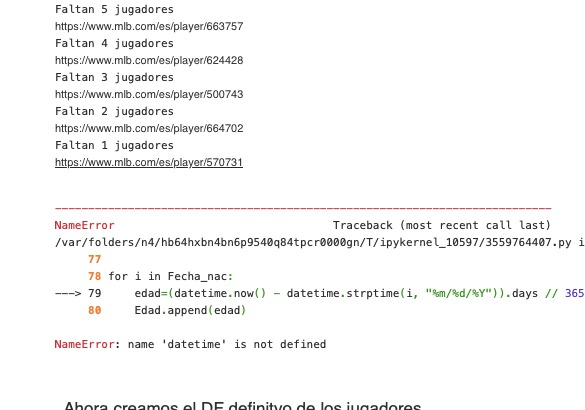 Faltan 5 jugadores
https://www.mlb.com/es/player/663757
Faltan 4 jugadores
https://www.mlb.com/es/player/624428
Faltan 3 jugadores
https://www.mlb.com/es/player/500743
Faltan 2 jugadores
https://www.mlb.com/es/player/664702
Faltan 1 jugadores
https://www.mlb.com/es/player/570731
---------------------------------------------------------------------------
NameError                                 Traceback (most recent call last)
/var/folders/n4/hb64hxbn4bn6p9540q84tpcr0000gn/T/ipykernel_10597/3559764407.py i
     77
     78 for i in Fecha_nac:
---> 79     edad=(datetime.now() - datetime.strptime(i, "%m/%d/%Y")).days // 365
     80     Edad.append(edad)
NameError: name 'datetime' is not defined
Ahora creamos el DF definityo de los jugadores